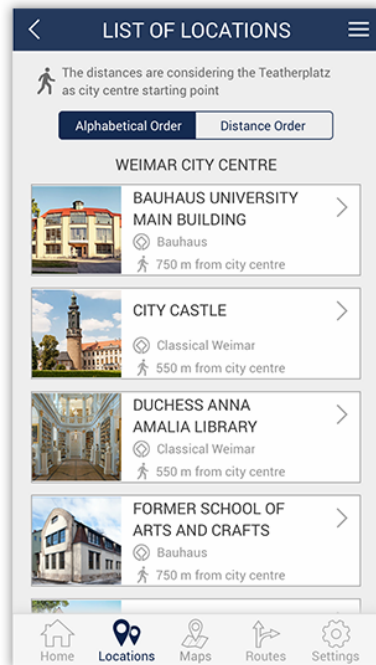 LIST OF LOCATIONS
The distances are considering the Teatherplatz
as city centre starting point
Alphabetical Order
Distance Order
WEIMAR CITY CENTRE
BAUHAUS UNIVERSITY
MAIN BUILDING
Bauhaus
750 m from city centre
CITY CASTLE
Classical Weimar
550 m from city centre
DUCHESS ANNA
AMALIA LIBRARY
Classical Weimar
550 m from city centre
FORMER SCHOOL OF
ARTS AND CRAFTS
Bauhaus
750 m from city centre
Home
Locations
Maps
Routes
Settings